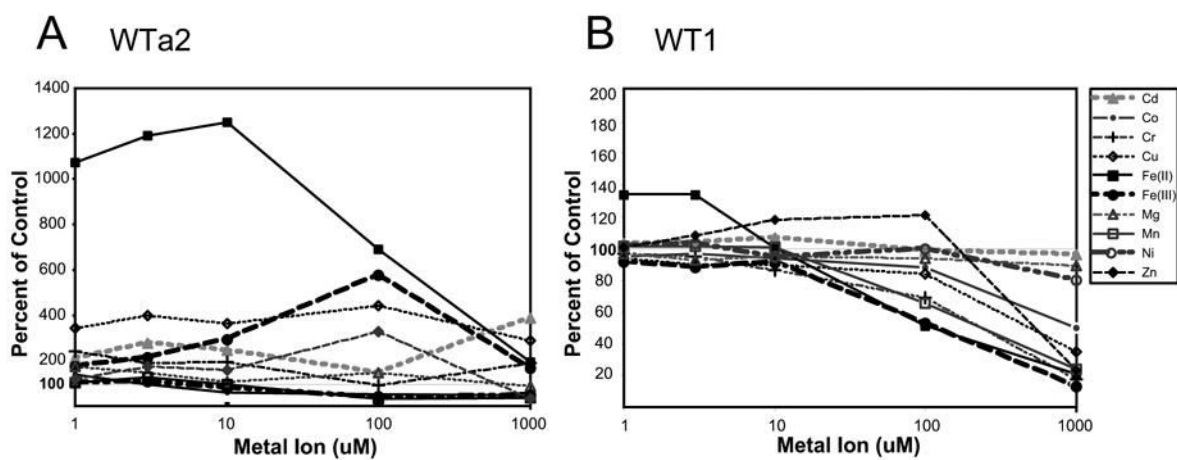 A WTa2
B WT1
Percent of Control
1400
1200
1000
800
600
400
200
100
1 10 100 1000
Metal Ion (uM)
Percent of Control
200
180
160
140
120
100
80
60
40
20
1 10 100 1000
Metal Ion (uM)
Cd
Co
Cr
Cu
Fe(II)
Fe(III)
Mg
Mn
Ni
Zn